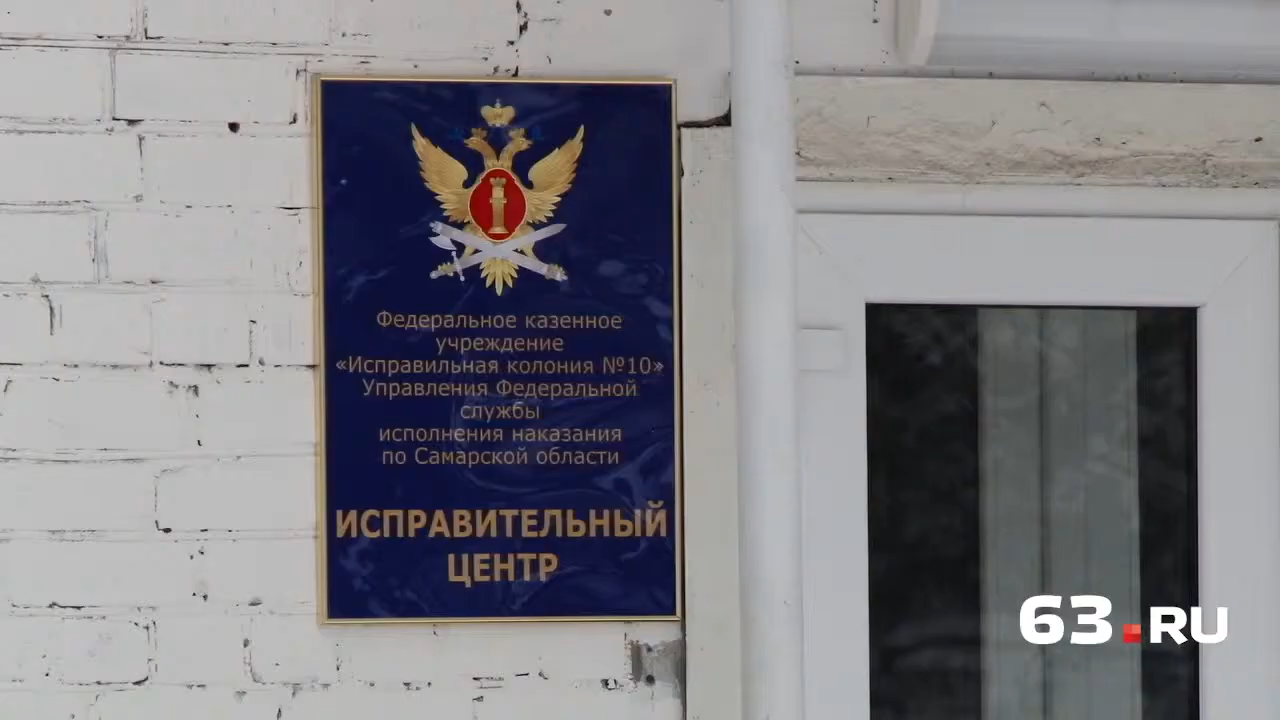 Федеральное казенное
учреждение
«Исправильная колония №10»
Управления Федеральной
службы
исполнения наказания
по Самарской области
ИСПРАВИТЕЛЬНЫЙ
ЦЕНТР
63.RU